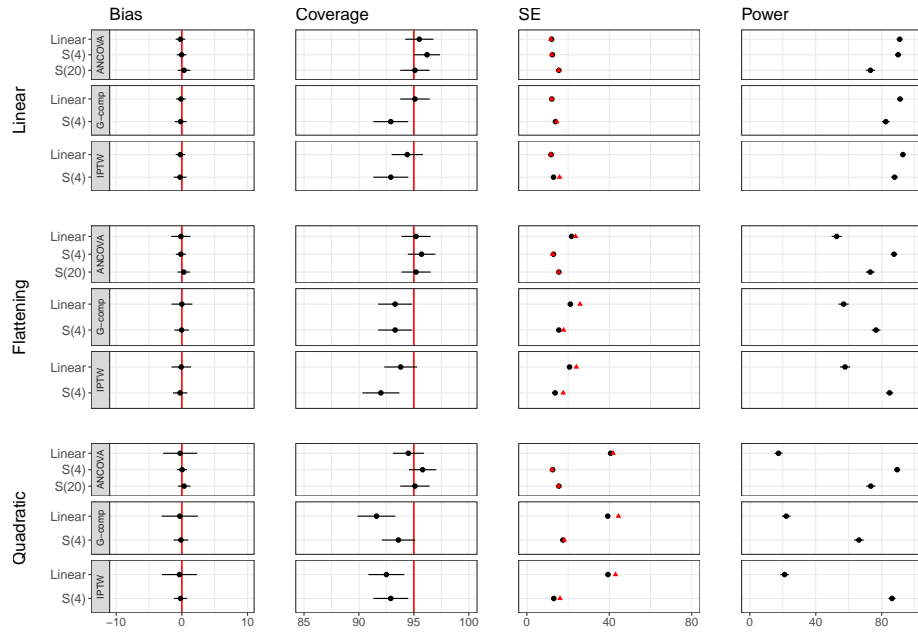 Bias Coverage SE Power
Linear
ANCOVA
Linear
S(4)
S(20)
G-comp
Linear
S(4)
IPTW
Linear
S(4)
Flattening
ANCOVA
Linear
S(4)
S(20)
G-comp
Linear
S(4)
IPTW
Linear
S(4)
Quadratic
ANCOVA
Linear
S(4)
S(20)
G-comp
Linear
S(4)
IPTW
Linear
S(4)
−10 0 10 85 90 95 100 0 40 80 0 40 80